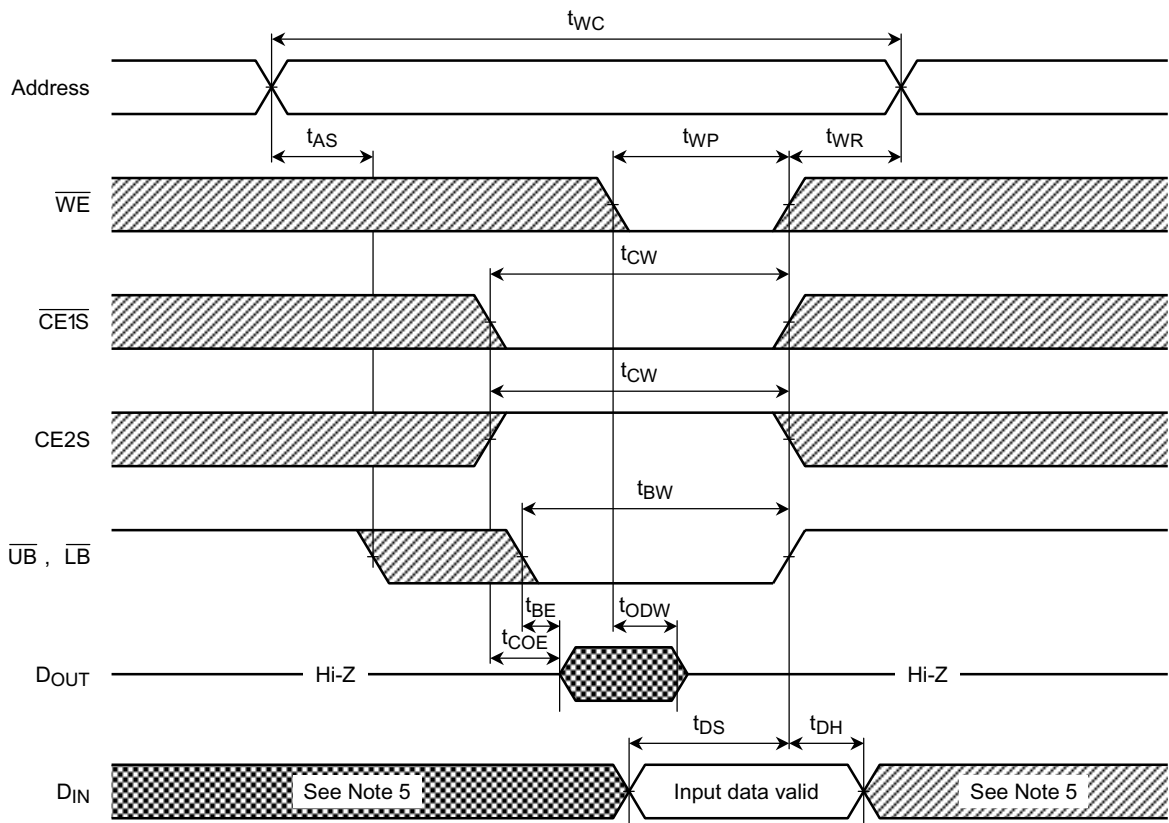 tWC
Address
tAS
tWP
tWR
WE
tCW
CE1S
tCW
CE2S
tBW
UB , LB
tBE
tODW
tCOE
DOUT
Hi-Z
Hi-Z
tDS
tDH
DIN
See Note 5
Input data valid
See Note 5